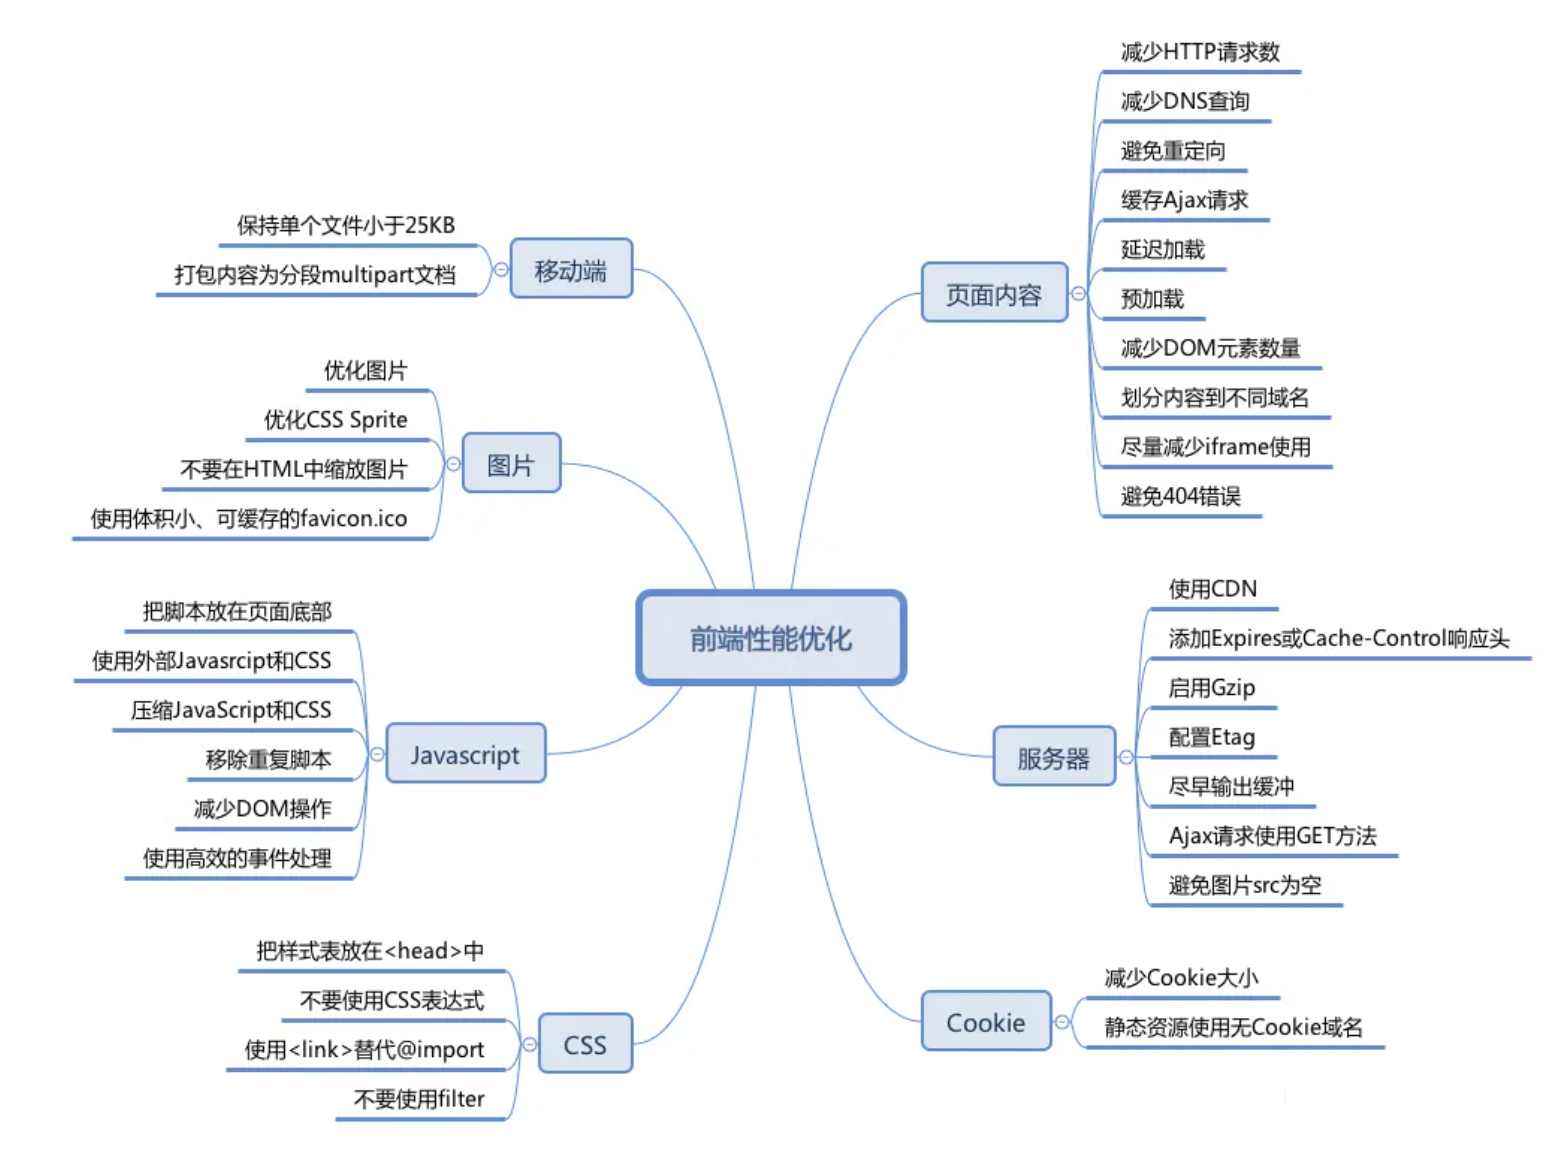 前端性能优化
页面内容
减少HTTP请求数
减少DNS查询
避免重定向
缓存Ajax请求
延迟加载
预加载
减少DOM元素数量
划分内容到不同域名
尽量减少iframe使用
避免404错误
服务器
使用CDN
添加Expires或Cache-Control响应头
启用Gzip
配置Etag
尽早输出缓冲
Ajax请求使用GET方法
避免图片src为空
Cookie
减少Cookie大小
静态资源使用无Cookie域名
移动端
保持单个文件小于25KB
打包内容为分段multipart文档
图片
优化图片
优化CSS Sprite
不要在HTML中缩放图片
使用体积小、可缓存的favicon.ico
Javascript
把脚本放在页面底部
使用外部Javasrcipt和CSS
压缩JavaScript和CSS
移除重复脚本
减少DOM操作
使用高效的事件处理
CSS
把样式表放在<head>中
不要使用CSS表达式
使用<link>替代@import
不要使用filter